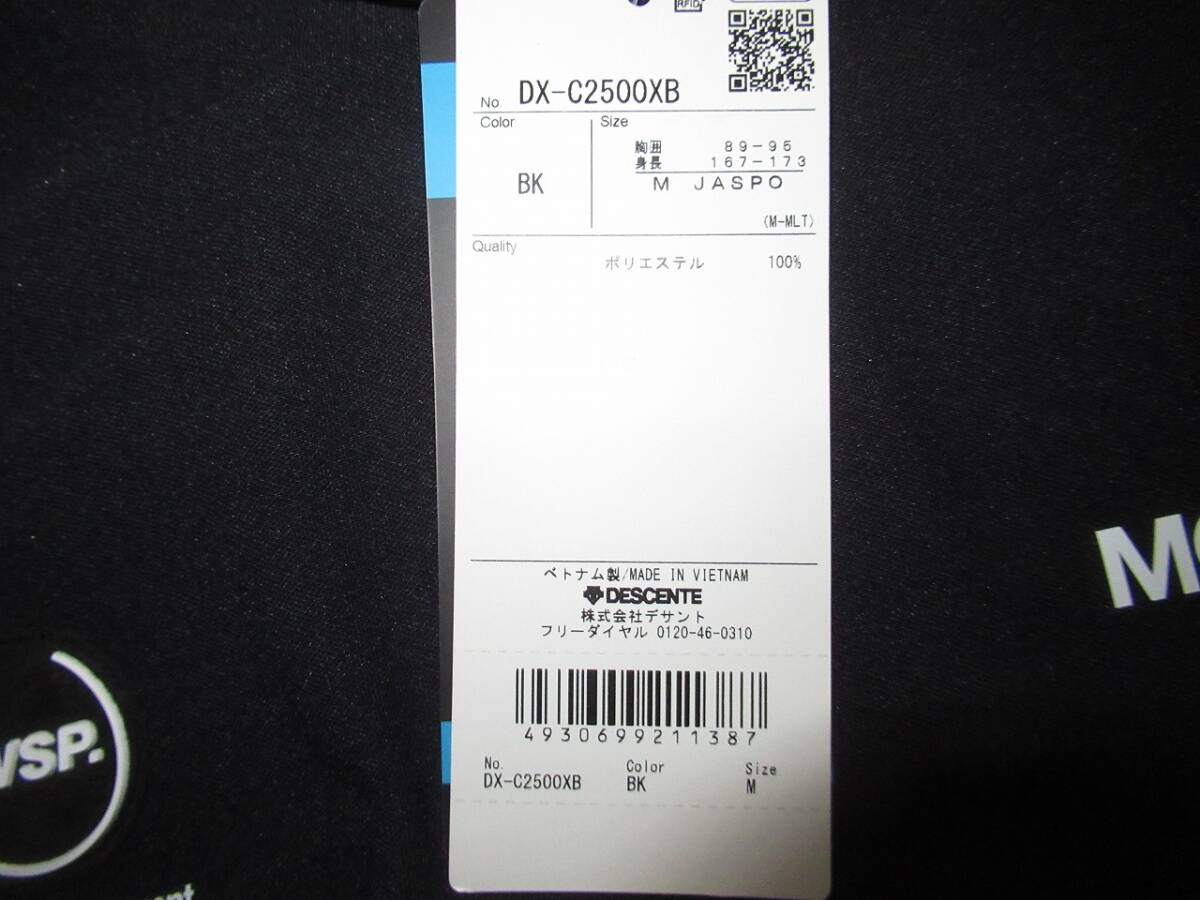 RFID
No. DX-C2500XB
Color
Size
胸囲 89-95
身長 167-173
BK
M JASPO
(M-MLT)
Quality
ポリエステル 100%
ベトナム製/MADE IN VIETNAM
DESCENTE
株式会社デサント
フリーダイヤル 0120-46-0310
4930699211387
No. Color Size
DX-C2500XB BK M